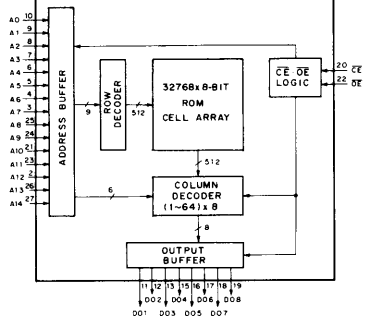 A0 10
A1 9
A2 8
A3 7
A4 6
A5 5
A6 4
A7 3
A8 25
A9 24
A10 21
A11 23
A12 2
A13 26
A14 27
ADDRESS BUFFER
9
ROW DECODER
512
32768x8-BIT
ROM
CELL ARRAY
CE OE
LOGIC
20 CE
22 OE
512
6
COLUMN
DECODER
(1~64)x8
8
OUTPUT
BUFFER
11 12 13 15 16 17 18 19
DO2 DO4 DO6 DO8
DO1 DO3 DO5 DO7